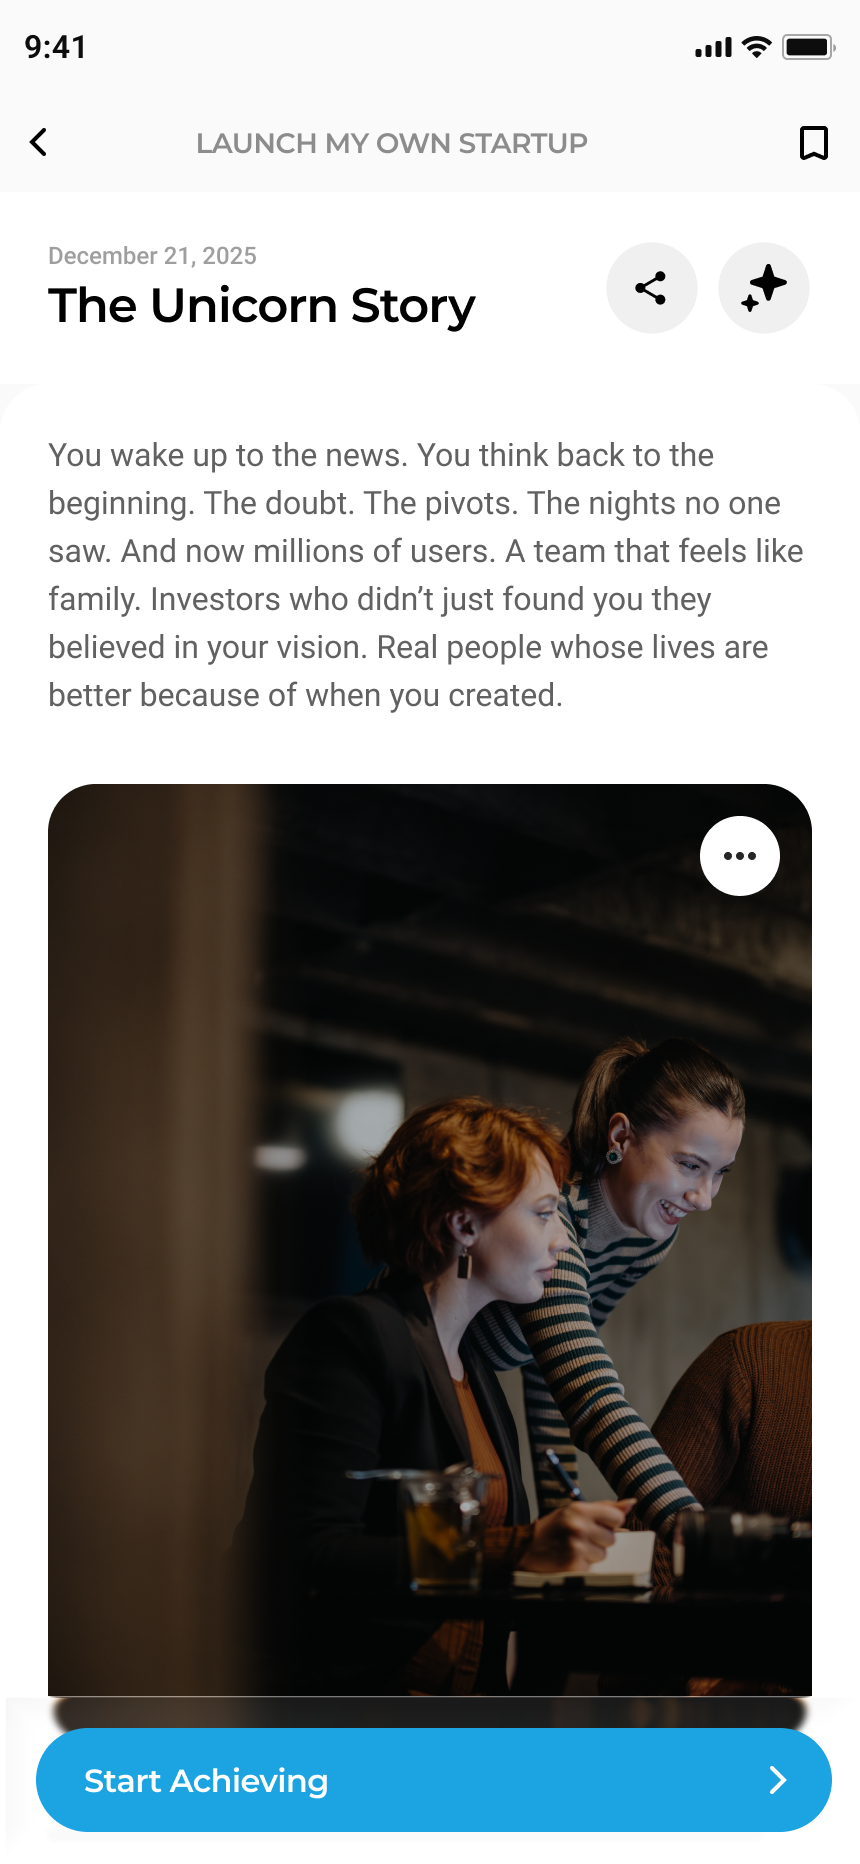 9:41
LAUNCH MY OWN STARTUP
December 21, 2025
The Unicorn Story
You wake up to the news. You think back to the
beginning. The doubt. The pivots. The nights no one
saw. And now millions of users. A team that feels like
family. Investors who didn’t just found you they
believed in your vision. Real people whose lives are
better because of when you created.
Start Achieving